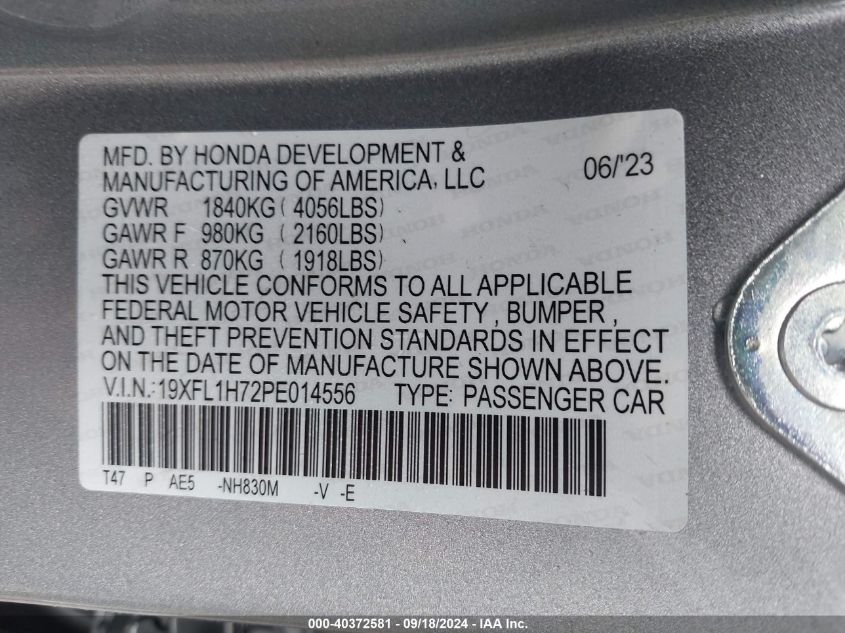 MFD. BY HONDA DEVELOPMENT &
MANUFACTURING OF AMERICA, LLC 06/'23
GVWR 1840KG ( 4056LBS)
GAWR F 980KG ( 2160LBS)
GAWR R 870KG ( 1918LBS)
THIS VEHICLE CONFORMS TO ALL APPLICABLE
FEDERAL MOTOR VEHICLE SAFETY , BUMPER ,
AND THEFT PREVENTION STANDARDS IN EFFECT
ON THE DATE OF MANUFACTURE SHOWN ABOVE.
V.I.N.:19XFL1H72PE014556 TYPE: PASSENGER CAR
T47 P AE5 -NH830M -V -E
000-40372581 - 09/18/2024 - IAAI.com